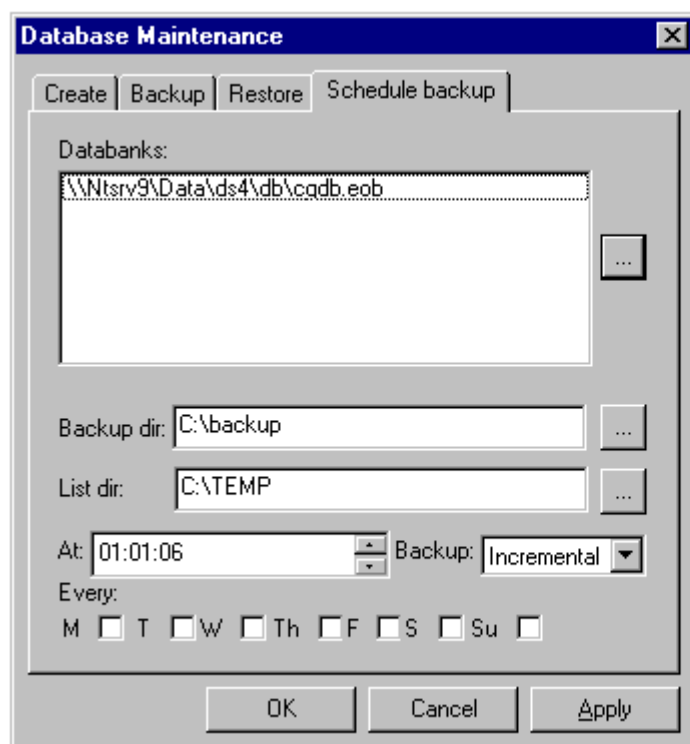 Database Maintenance
Create Backup Restore Schedule backup
Databanks:
\\Ntsrv9\Data\ds4\db\cqdb.eob
...
Backup dir: C:\backup ...
List dir: C:\TEMP ...
At: 01:01:06 Backup: Incremental
Every:
M T W Th F S Su
OK Cancel Apply